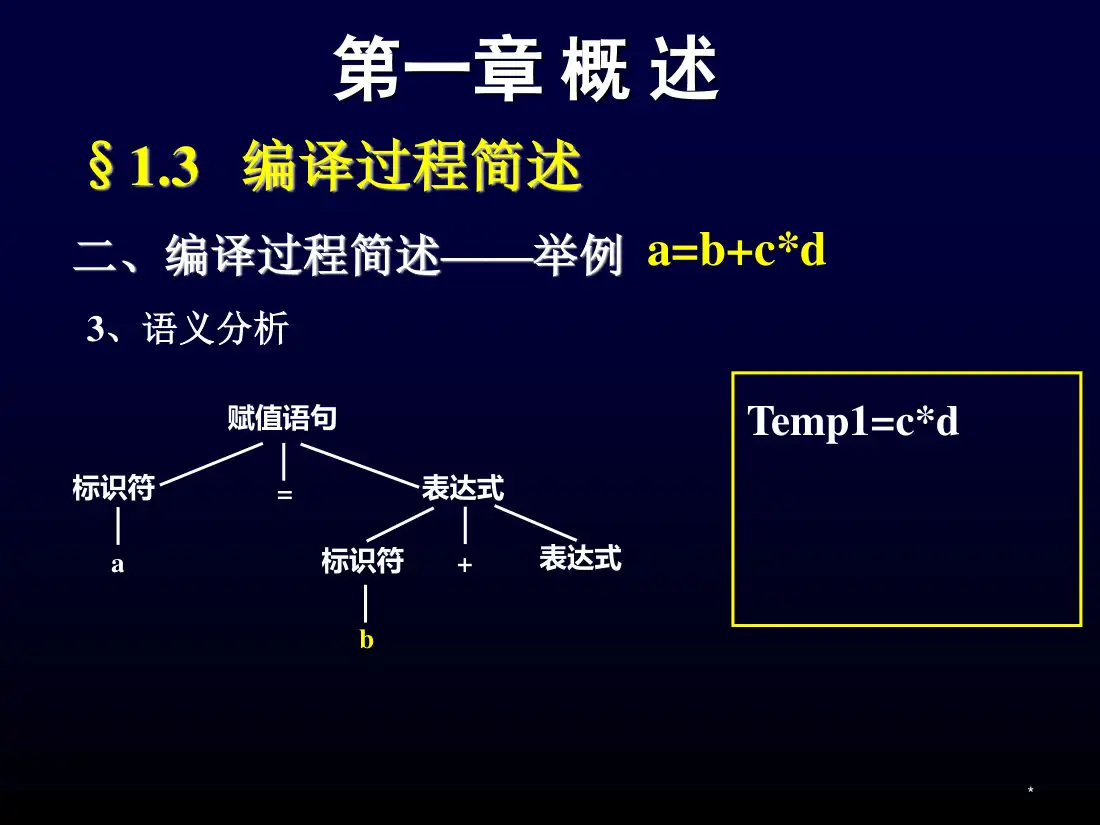 第一章 概 述
§1.3 编译过程简述
二、编译过程简述——举例 a=b+c*d
3、语义分析
Temp1=c*d
赋值语句
标识符 = 表达式
a 标识符 + 表达式
b
*